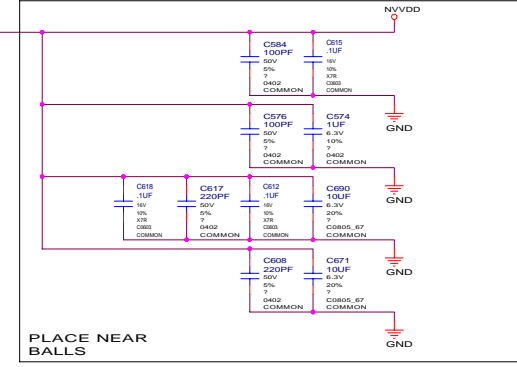 NVVDD
C584
100PF
50V
5%
?
0402
COMMON
C615
.1UF
16V
10%
X7R
C0603
COMMON
GND
C576
100PF
50V
5%
?
0402
COMMON
C574
1UF
6.3V
10%
?
0402
COMMON
GND
C618
.1UF
16V
10%
X7R
C0603
COMMON
C617
220PF
50V
5%
?
0402
COMMON
C612
.1UF
16V
10%
X7R
C0603
COMMON
C690
10UF
6.3V
20%
?
C0805_67
COMMON
GND
C608
220PF
50V
5%
?
0402
COMMON
C671
10UF
6.3V
20%
?
C0805_67
COMMON
GND
GND
PLACE NEAR
BALLS